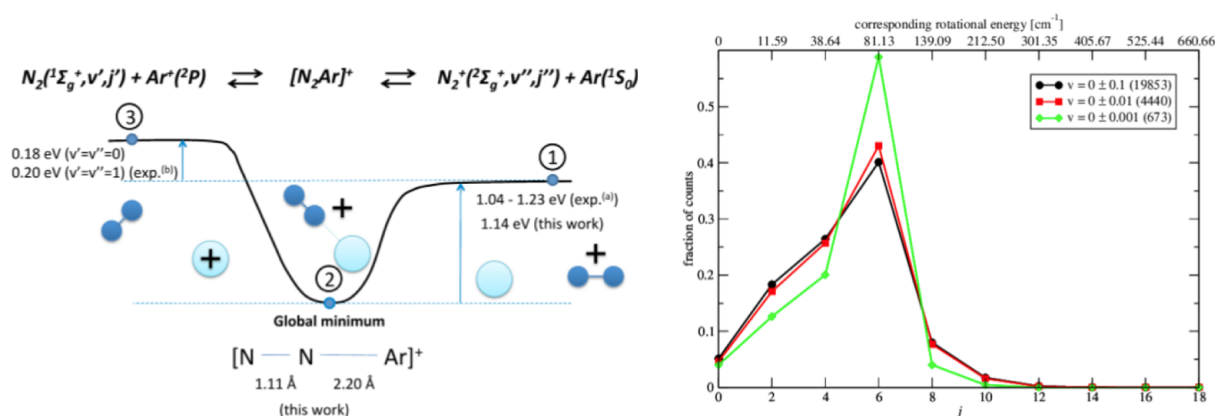 N₂(¹Σg⁺,v′,j′) + Ar⁺(²P) ⇌ [N₂Ar]⁺ ⇌ N₂⁺(²Σg⁺,v′′,j′′) + Ar(¹S₀)
3
0.18 eV (v′=v′′=0)
0.20 eV (v′=v′′=1) (exp.⁽ᵇ⁾)
1
1.04 - 1.23 eV (exp.⁽ᵃ⁾)
1.14 eV (this work)
+
+
+
2
Global minimum
[N — N — Ar]⁺
1.11 Å 2.20 Å
(this work)
corresponding rotational energy [cm⁻¹]
0 11.59 38.64 81.13 139.09 212.50 301.35 405.67 525.44 660.66
v = 0 ± 0.1 (19853)
v = 0 ± 0.01 (4440)
v = 0 ± 0.001 (673)
fraction of counts
0.5
0.4
0.3
0.2
0.1
0
0 2 4 6 8 10 12 14 16 18
j